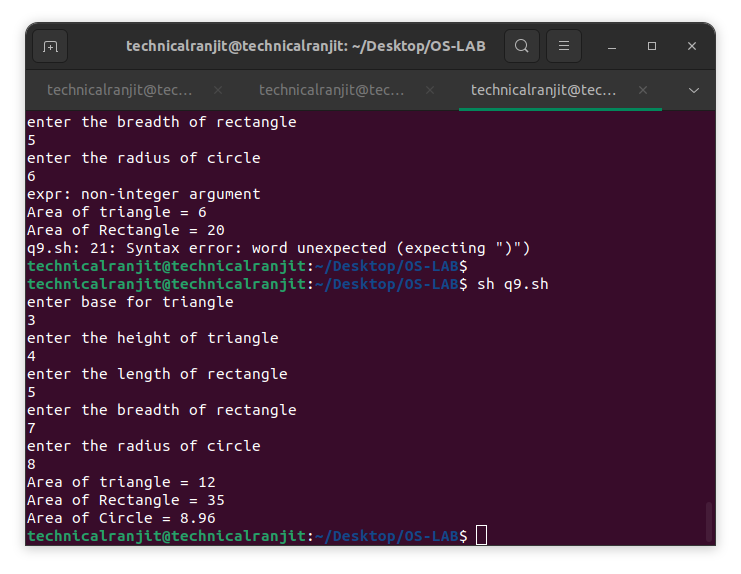 technicalranjit@technicalranjit: ~/Desktop/OS-LAB
technicalranjit@tec... technicalranjit@tec... technicalranjit@tec...
enter the breadth of rectangle
5
enter the radius of circle
6
expr: non-integer argument
Area of triangle = 6
Area of Rectangle = 20
q9.sh: 21: Syntax error: word unexpected (expecting ")")
technicalranjit@technicalranjit:~/Desktop/OS-LAB$
technicalranjit@technicalranjit:~/Desktop/OS-LAB$ sh q9.sh
enter base for triangle
3
enter the height of triangle
4
enter the length of rectangle
5
enter the breadth of rectangle
7
enter the radius of circle
8
Area of triangle = 12
Area of Rectangle = 35
Area of Circle = 8.96
technicalranjit@technicalranjit:~/Desktop/OS-LAB$